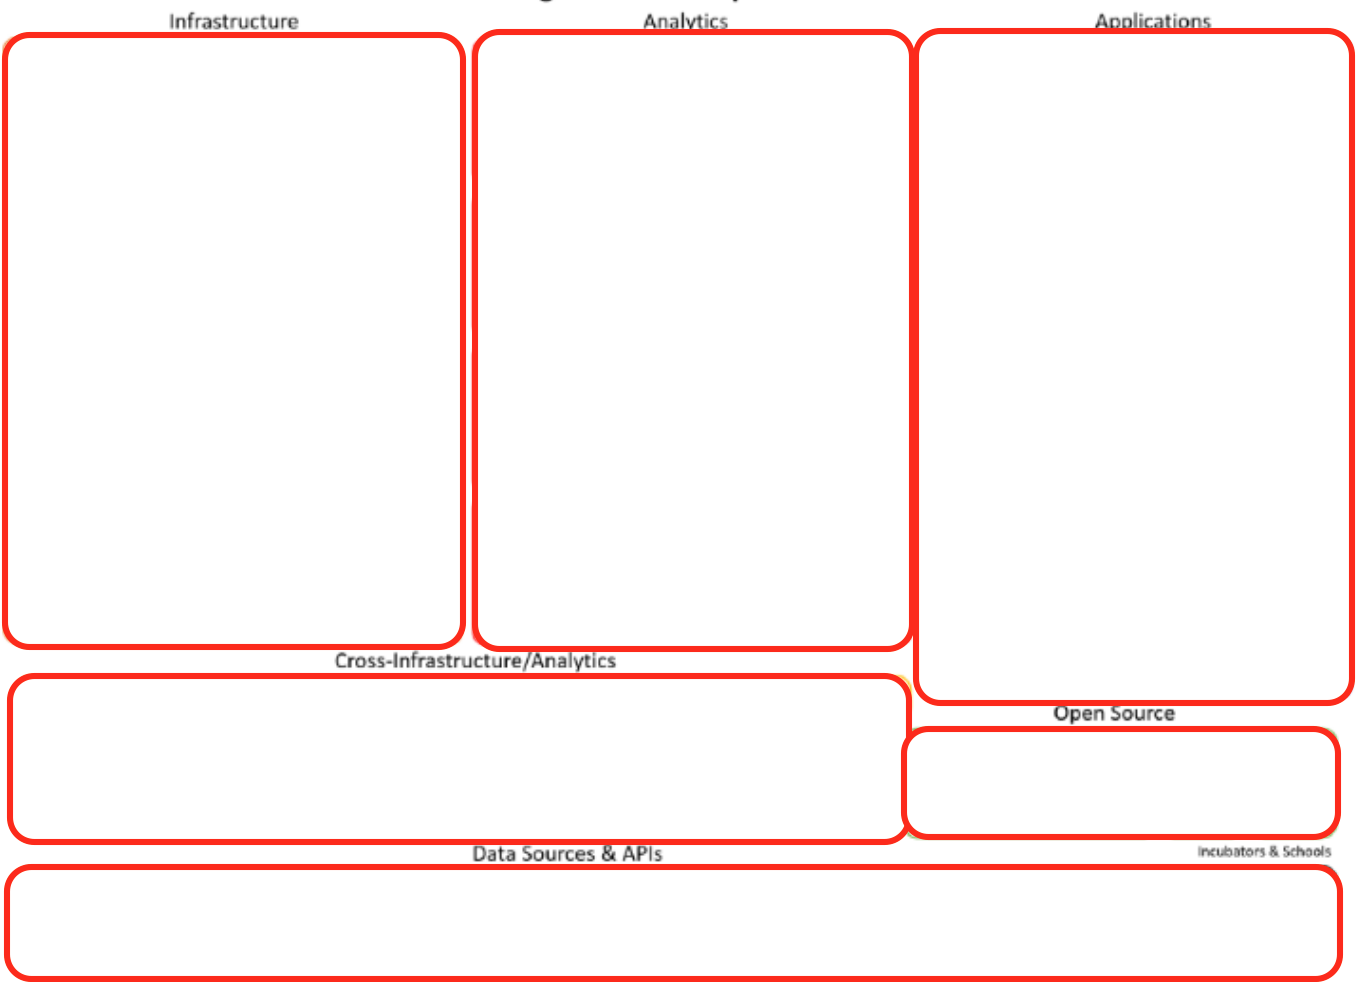 Infrastructure
Analytics
Applications
Cross-Infrastructure/Analytics
Open Source
Data Sources & APIs
Incubators & Schools